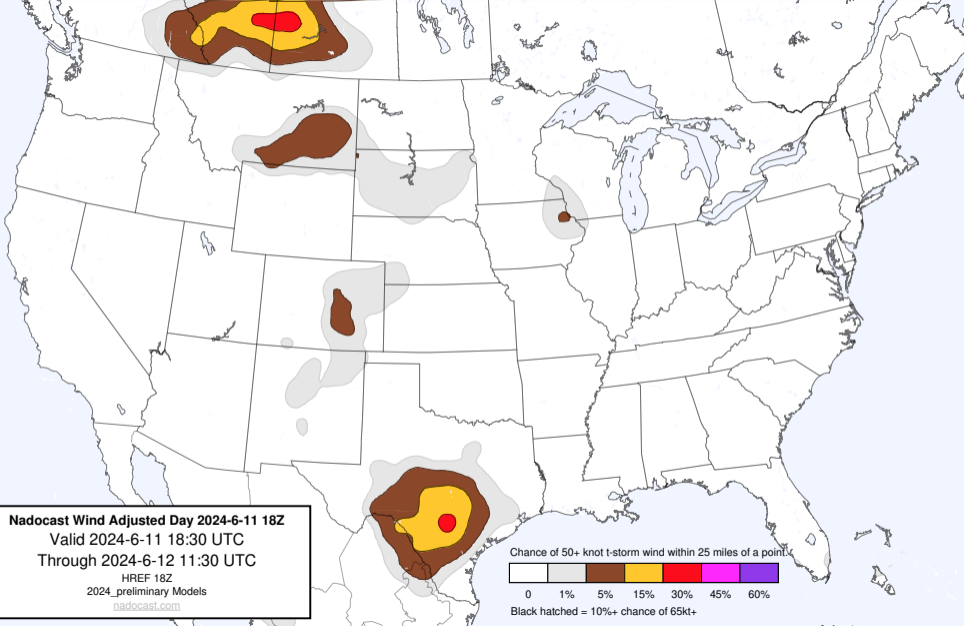 Nadocast Wind Adjusted Day 2024-6-11 18Z
Valid 2024-6-11 18:30 UTC
Through 2024-6-12 11:30 UTC
HREF 18Z
2024_preliminary Models
nadocast.com
Chance of 50+ knot t-storm wind within 25 miles of a point.
0 1% 5% 15% 30% 45% 60%
Black hatched = 10%+ chance of 65kt+